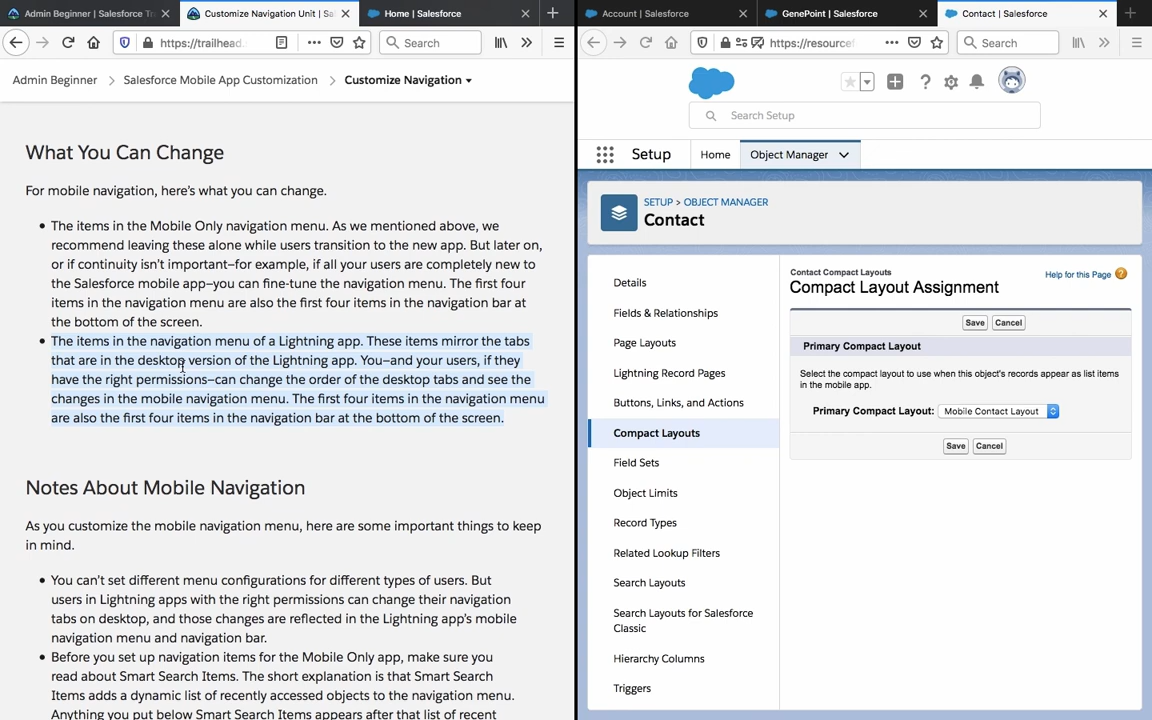 Admin Beginner | Salesforce Tr
Customize Navigation Unit | Sa
Home | Salesforce
https://trailhead.
Search
Admin Beginner
Salesforce Mobile App Customization
Customize Navigation
What You Can Change
For mobile navigation, here's what you can change.
The items in the Mobile Only navigation menu. As we mentioned above, we
recommend leaving these alone while users transition to the new app. But later on,
or if continuity isn't important–for example, if all your users are completely new to
the Salesforce mobile app–you can fine-tune the navigation menu. The first four
items in the navigation menu are also the first four items in the navigation bar at
the bottom of the screen.
The items in the navigation menu of a Lightning app. These items mirror the tabs
that are in the desktop version of the Lightning app. You–and your users, if they
have the right permissions–can change the order of the desktop tabs and see the
changes in the mobile navigation menu. The first four items in the navigation menu
are also the first four items in the navigation bar at the bottom of the screen.
Notes About Mobile Navigation
As you customize the mobile navigation menu, here are some important things to keep
in mind.
You can't set different menu configurations for different types of users. But
users in Lightning apps with the right permissions can change their navigation
tabs on desktop, and those changes are reflected in the Lightning app's mobile
navigation menu and navigation bar.
Before you set up navigation items for the Mobile Only app, make sure you
read about Smart Search Items. The short explanation is that Smart Search
Items adds a dynamic list of recently accessed objects to the navigation menu.
Anything you put below Smart Search Items appears after that list of recent
Account | Salesforce
GenePoint | Salesforce
Contact | Salesforce
https://resourcef
Search
Search Setup
Setup
Home
Object Manager
SETUP > OBJECT MANAGER
Contact
Details
Fields & Relationships
Page Layouts
Lightning Record Pages
Buttons, Links, and Actions
Compact Layouts
Field Sets
Object Limits
Record Types
Related Lookup Filters
Search Layouts
Search Layouts for Salesforce
Classic
Hierarchy Columns
Triggers
Contact Compact Layouts
Compact Layout Assignment
Help for this Page
Save
Cancel
Primary Compact Layout
Select the compact layout to use when this object's records appear as list items
in the mobile app.
Primary Compact Layout:
Mobile Contact Layout
Save
Cancel